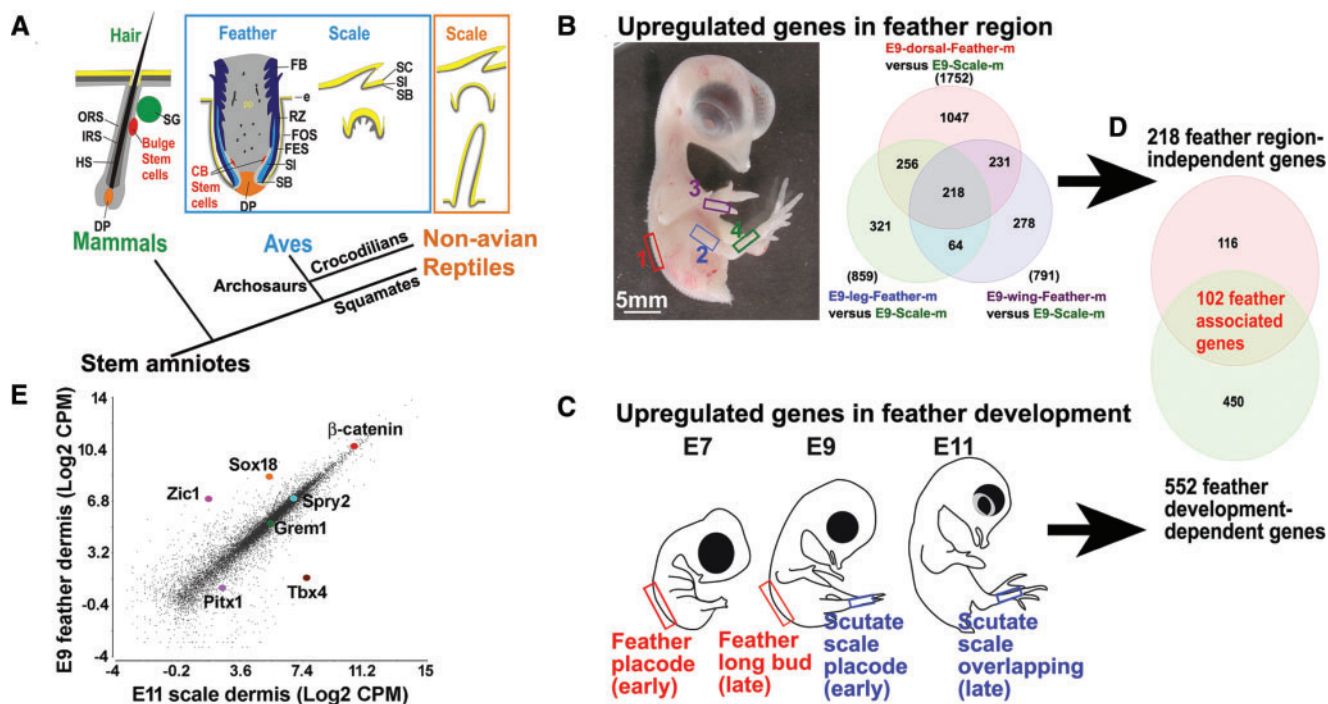 A
Hair
ORS
IRS
HS
DP
SG
Bulge
Stem
cells
Feather
FB
e
RZ
FOS
FES
SI
SB
CB
Stem
cells
DP
Scale
SC
SI
SB
Scale
Mammals
Aves
Crocodilians
Non-avian
Reptiles
Archosaurs
Squamates
Stem amniotes
B
Upregulated genes in feather region
1
2
3
4
5mm
E9-dorsal-Feather-m
versus E9-Scale-m
(1752)
1047
256
231
218
321
278
64
(859)
(791)
E9-leg-Feather-m
versus E9-Scale-m
E9-wing-Feather-m
versus E9-Scale-m
D
218 feather region-
independent genes
116
102 feather
associated
genes
450
552 feather
development-
dependent genes
C
Upregulated genes in feather development
E7
E9
E11
Feather
placode
(early)
Feather
long bud
(late)
Scutate
scale
placode
(early)
Scutate
scale
overlapping
(late)
E
E9 feather dermis (Log2 CPM)
14
10.4
6.8
3.2
-0.4
-4
β-catenin
Sox18
Zic1
Spry2
Grem1
Pitx1
Tbx4
-4
-0.2
3.6
7.4
11.2
15
E11 scale dermis (Log2 CPM)